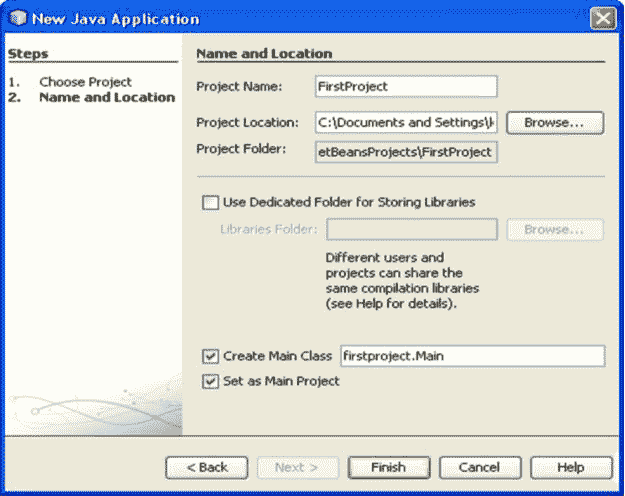 New Java Application
Steps
1. Choose Project
2. Name and Location
Name and Location
Project Name: FirstProject
Project Location: C:\Documents and Settings\ Browse...
Project Folder: etBeansProjects\FirstProject
Use Dedicated Folder for Storing Libraries
Libraries Folder: Browse...
Different users and
projects can share the
same compilation libraries
(see Help for details).
Create Main Class firstproject.Main
Set as Main Project
< Back Next > Finish Cancel Help